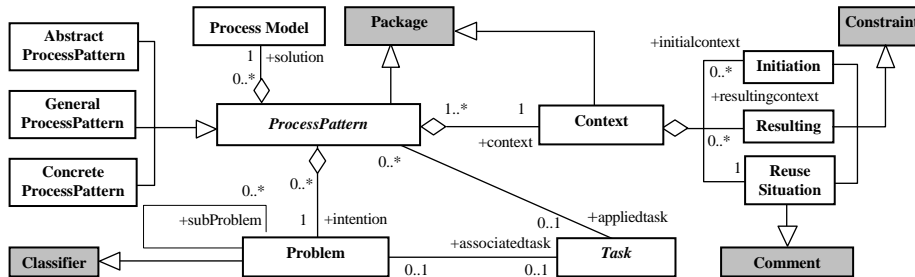 Abstract
ProcessPattern
Process Model
Package
Constraint
1
+solution
0..*
+initialcontext
0..*
Initiation
General
ProcessPattern
ProcessPattern
1..*
1
+context
Context
+resultingcontext
Resulting
0..*
Concrete
ProcessPattern
0..*
0..*
1
Reuse
Situation
0..*
+subProblem
1
+intention
0..1
+appliedtask
Classifier
Problem
+associatedtask
0..1
0..1
Task
Comment